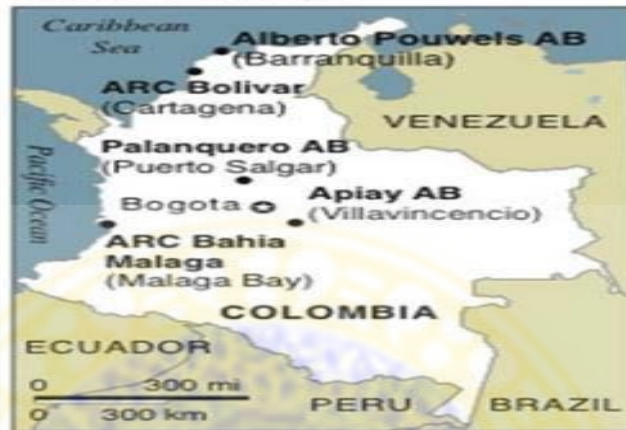 Caribbean
Sea
Alberto Pouwels AB
(Barranquilla)
ARC Bolivar
(Cartagena)
VENEZUELA
Palanquero AB
(Puerto Salgar)
Pacific Ocean
Bogota
Apiay AB
(Villavincencio)
ARC Bahia
Malaga
(Malaga Bay)
COLOMBIA
ECUADOR
0 300 mi
0 300 km
PERU
BRAZIL